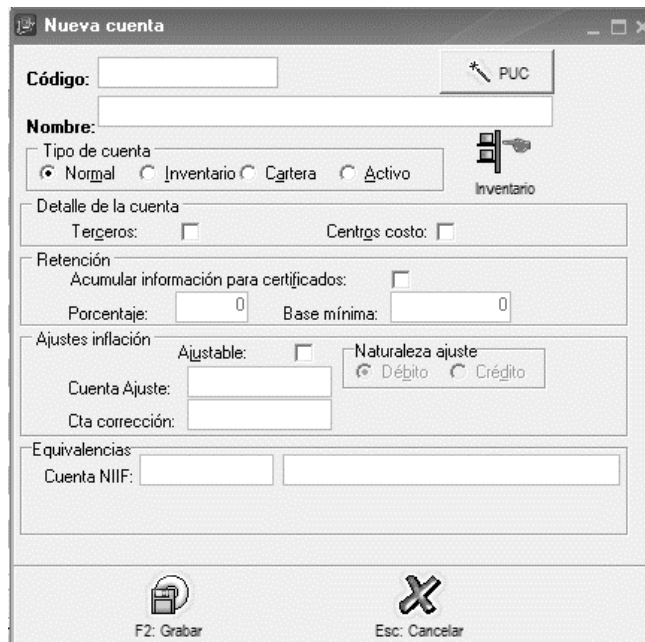 Nueva cuenta
Código:
PUC
Nombre:
Tipo de cuenta
Normal Inventario Cartera Activo
Inventario
Detalle de la cuenta
Terceros: Centros costo:
Retención
Acumular información para certificados:
Porcentaje: 0 Base mínima: 0
Ajustes inflación
Ajustable: Naturaleza ajuste
Débito Crédito
Cuenta Ajuste:
Cta corrección:
Equivalencias
Cuenta NIIF:
F2: Grabar Esc: Cancelar